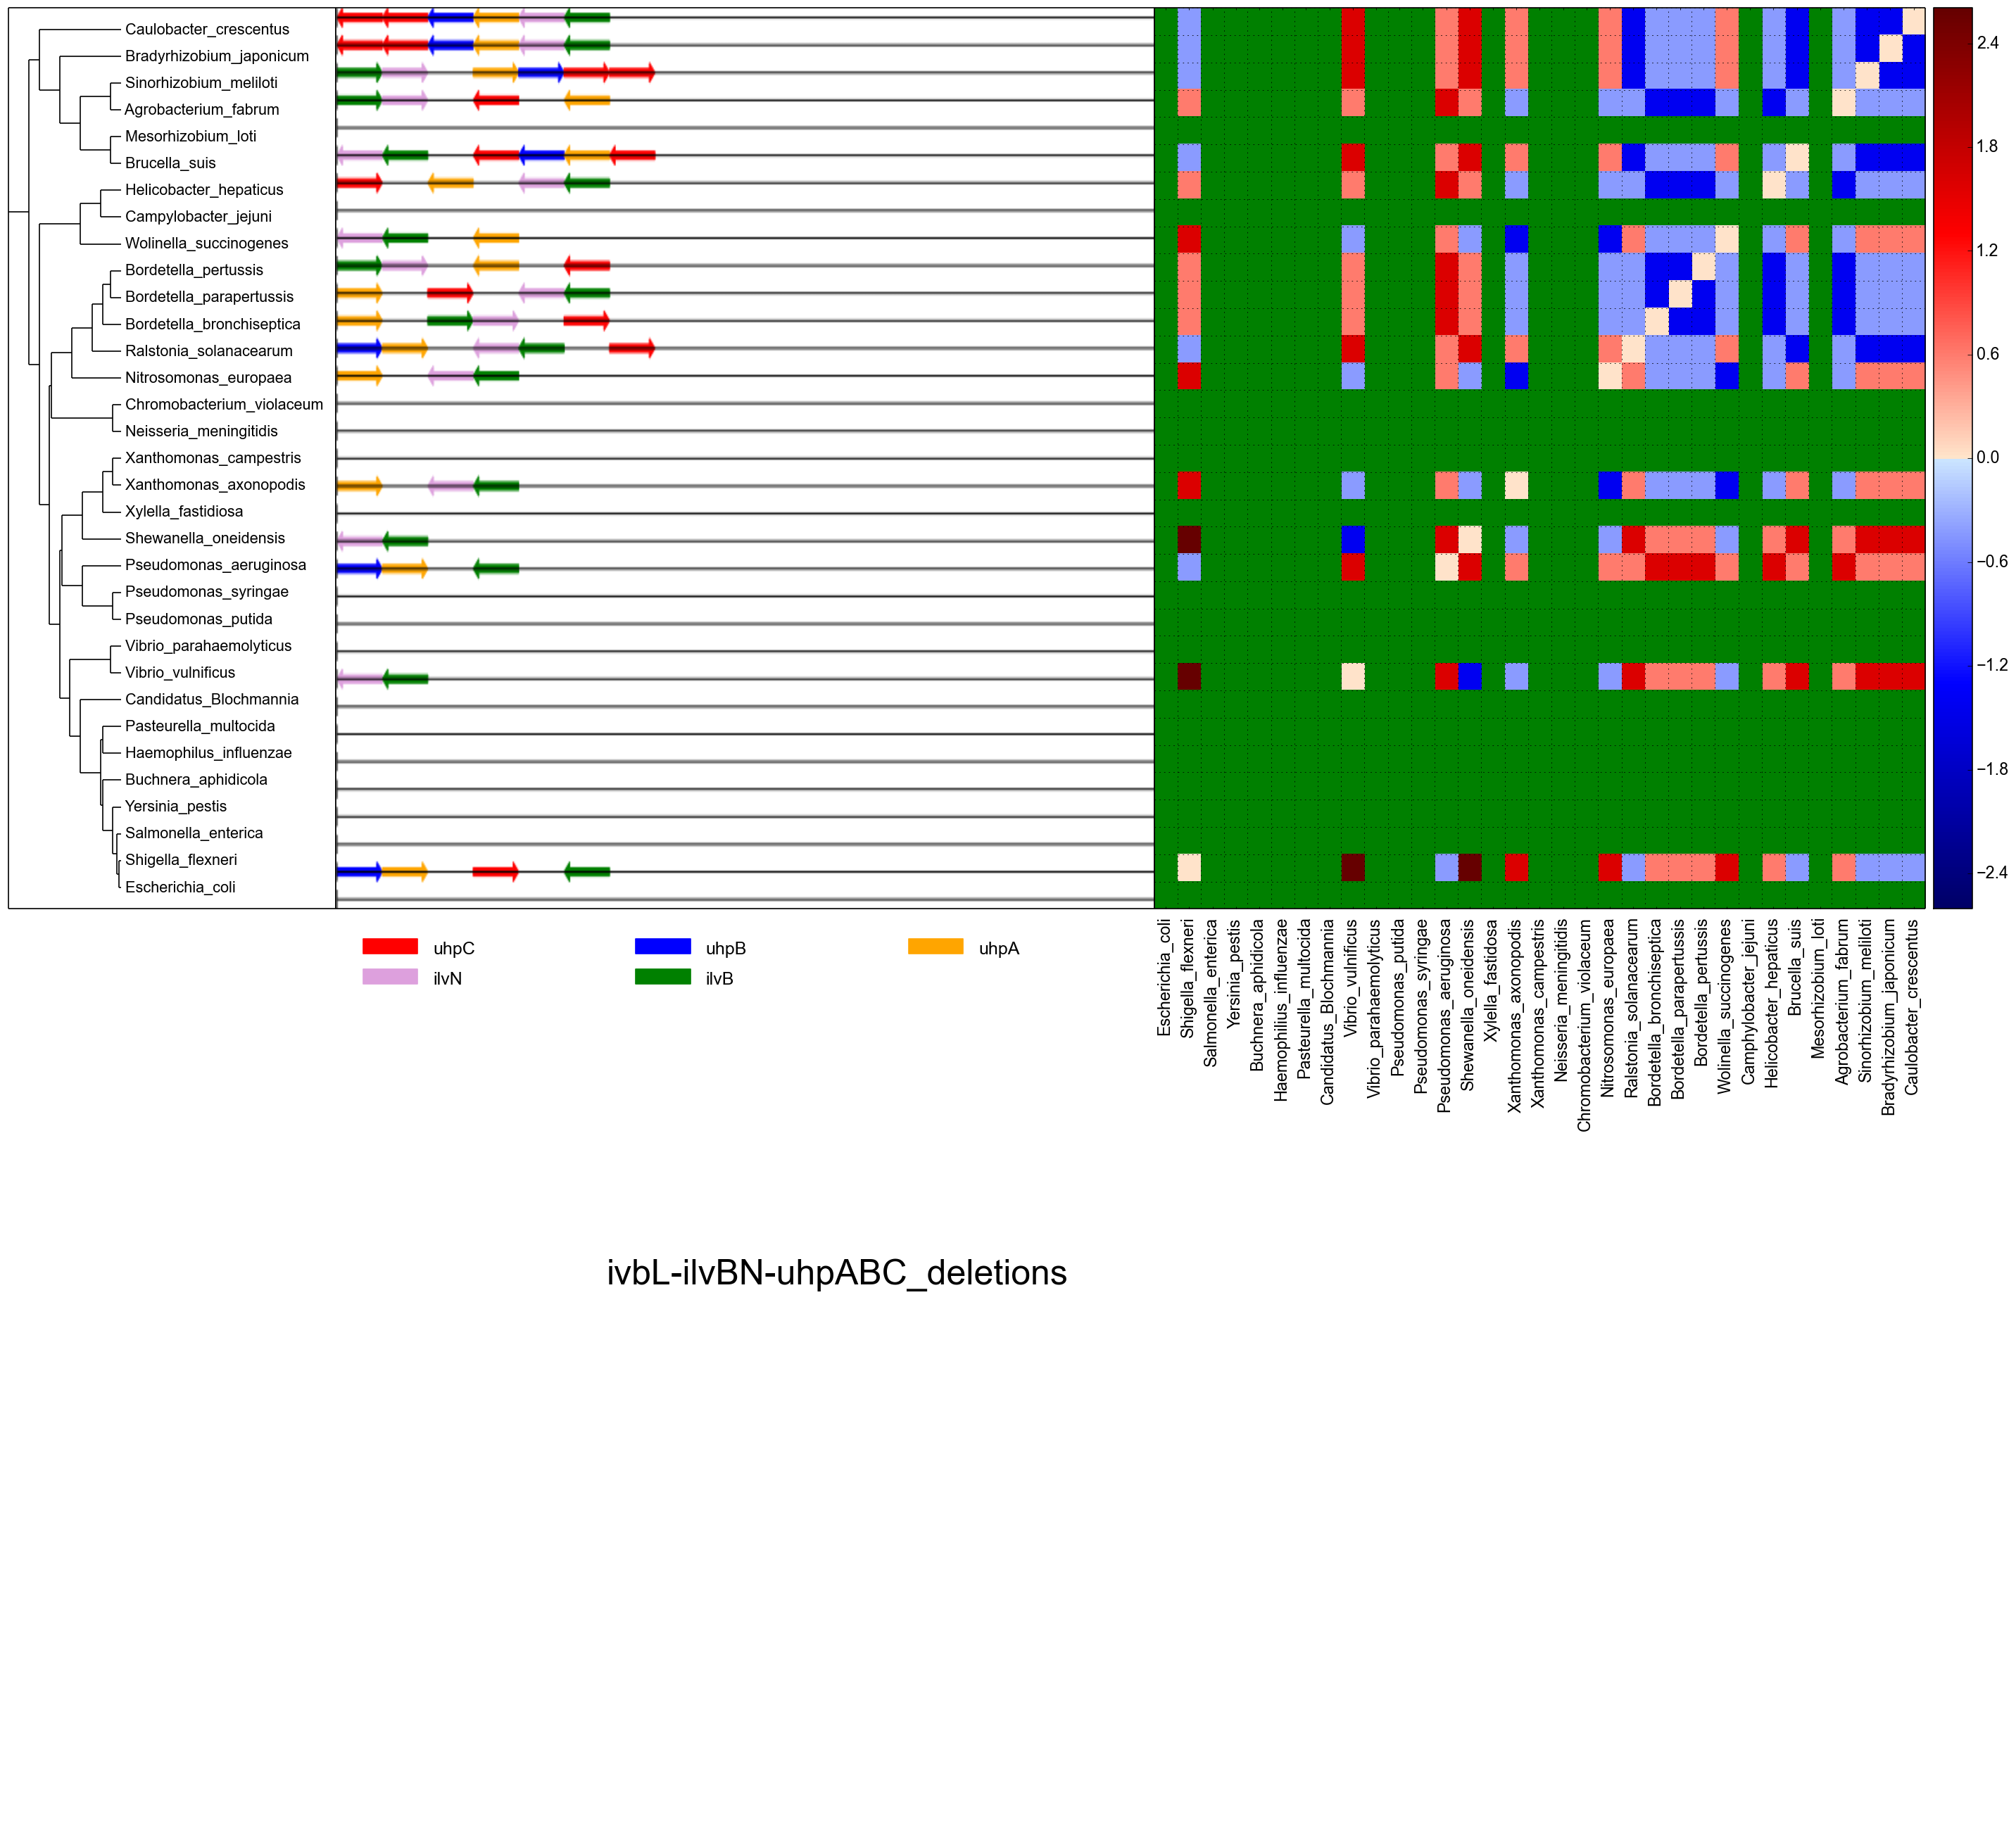 Caulobacter_crescentus
Bradyrhizobium_japonicum
Sinorhizobium_meliloti
Agrobacterium_fabrum
Mesorhizobium_loti
Brucella_suis
Helicobacter_hepaticus
Campylobacter_jejuni
Wolinella_succinogenes
Bordetella_pertussis
Bordetella_parapertussis
Bordetella_bronchiseptica
Ralstonia_solanacearum
Nitrosomonas_europaea
Chromobacterium_violaceum
Neisseria_meningitidis
Xanthomonas_campestris
Xanthomonas_axonopodis
Xylella_fastidiosa
Shewanella_oneidensis
Pseudomonas_aeruginosa
Pseudomonas_syringae
Pseudomonas_putida
Vibrio_parahaemolyticus
Vibrio_vulnificus
Candidatus_Blochmannia
Pasteurella_multocida
Haemophilus_influenzae
Buchnera_aphidicola
Yersinia_pestis
Salmonella_enterica
Shigella_flexneri
Escherichia_coli
2.4
1.8
1.2
0.6
0.0
−0.6
−1.2
−1.8
−2.4
uhpC uhpB uhpA
ilvN ilvB
Escherichia_coli
Shigella_flexneri
Salmonella_enterica
Yersinia_pestis
Buchnera_aphidicola
Haemophilus_influenzae
Pasteurella_multocida
Candidatus_Blochmannia
Vibrio_vulnificus
Vibrio_parahaemolyticus
Pseudomonas_putida
Pseudomonas_syringae
Pseudomonas_aeruginosa
Shewanella_oneidensis
Xylella_fastidiosa
Xanthomonas_axonopodis
Xanthomonas_campestris
Neisseria_meningitidis
Chromobacterium_violaceum
Nitrosomonas_europaea
Ralstonia_solanacearum
Bordetella_bronchiseptica
Bordetella_parapertussis
Bordetella_pertussis
Wolinella_succinogenes
Camphylobacter_jejuni
Helicobacter_hepaticus
Brucella_suis
Mesorhizobium_loti
Agrobacterium_fabrum
Sinorhizobium_meliloti
Bradyrhizobium_japonicum
Caulobacter_crescentus
ivbL-ilvBN-uhpABC_deletions